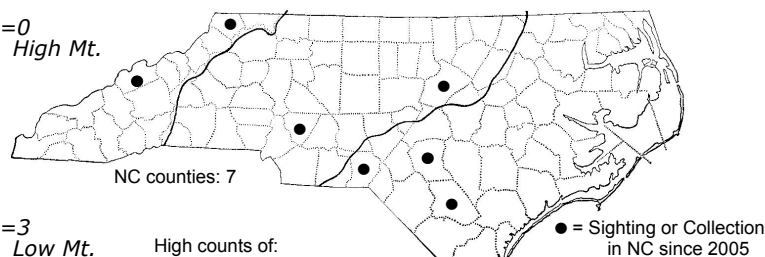 =0
High Mt.
NC counties: 7
=3
Low Mt.
High counts of:
● = Sighting or Collection
in NC since 2005